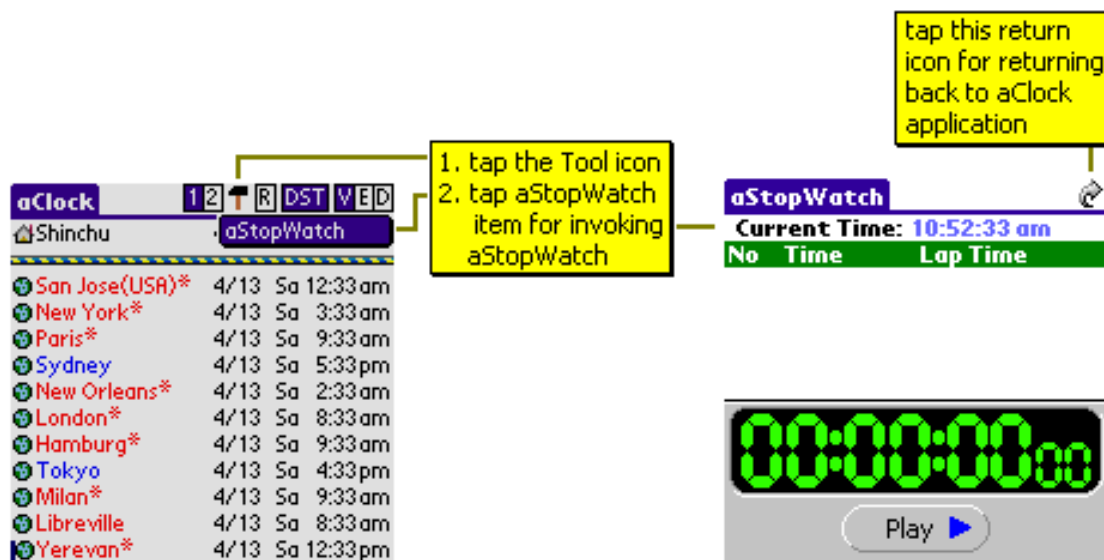 tap this return
icon for returning
back to aClock
application
1. tap the Tool icon
2. tap aStopWatch
item for invoking
aStopWatch
aClock 1 2 R DST V E D
Shinchu aStopWatch
San Jose(USA)* 4/13 Sa 12:33am
New York* 4/13 Sa 3:33am
Paris* 4/13 Sa 9:33am
Sydney 4/13 Sa 5:33pm
New Orleans* 4/13 Sa 2:33am
London* 4/13 Sa 8:33am
Hamburg* 4/13 Sa 9:33am
Tokyo 4/13 Sa 4:33pm
Milan* 4/13 Sa 9:33am
Libreville 4/13 Sa 8:33am
Yerevan* 4/13 Sa 12:33pm
aStopWatch
Current Time: 10:52:33 am
No Time Lap Time
00:00:00 00
Play